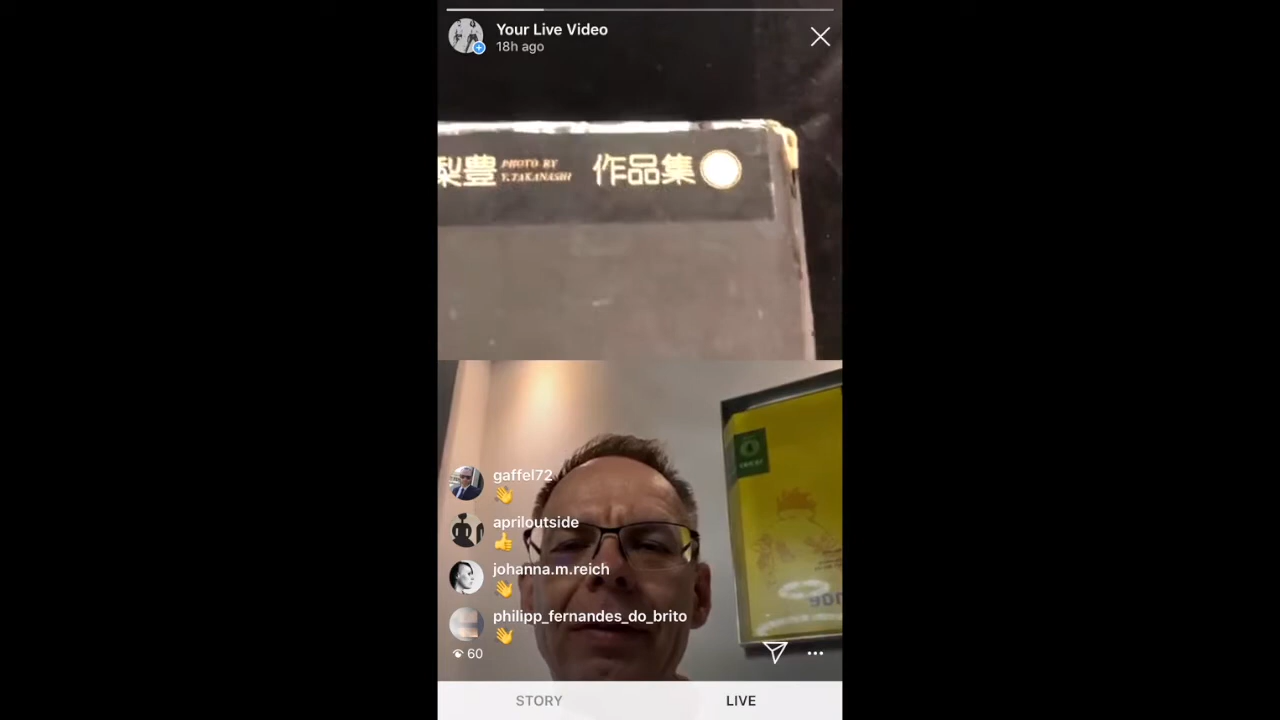 Your Live Video
18h ago
梨豊 PHOTO BY Y.TAKANASHI 作品集
gaffel72
👋
apriloutside
👍
johanna.m.reich
👋
philipp_fernandes_do_brito
👋
60
STORY
LIVE